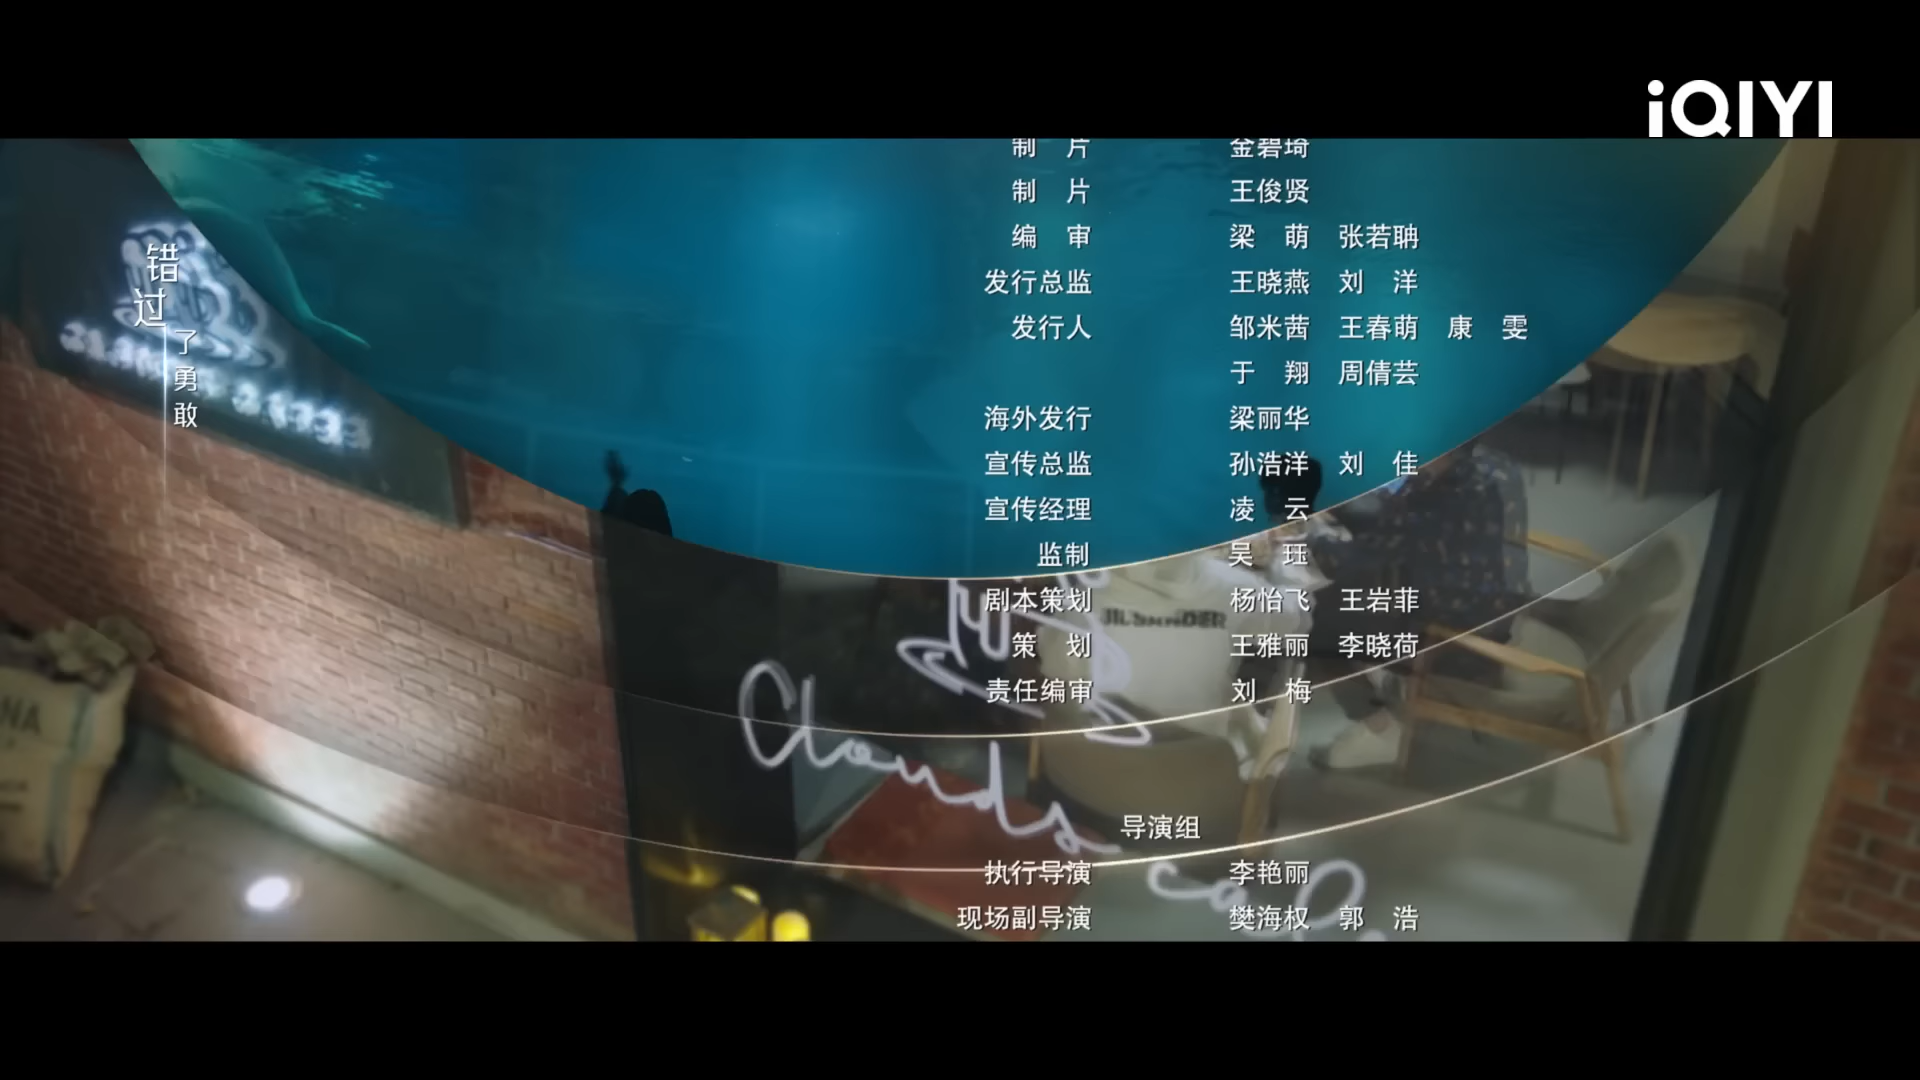 iQIYI
制 片 金碧琦
制 片 王俊贤
编 审 梁 萌 张若聃
发行总监 王晓燕 刘 洋
发行人 邹米茜 王春萌 康 雯
于 翔 周倩芸
海外发行 梁丽华
宣传总监 孙浩洋 刘 佳
宣传经理 凌 云
监制 吴 珏
剧本策划 杨怡飞 王岩菲
策 划 王雅丽 李晓荷
责任编审 刘 梅
导演组
执行导演 李艳丽
现场副导演 樊海权 郭 浩
错过
了勇敢
JIL SANDER
Clouds